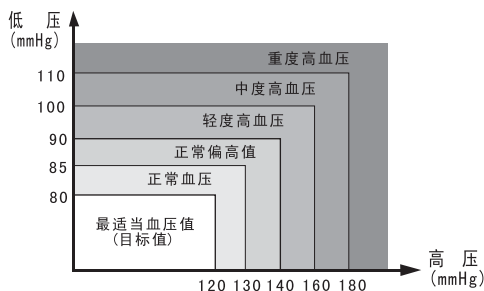 低 压
(mmHg)
重度高血压
110
中度高血压
100
轻度高血压
90
正常偏高值
85
正常血压
80
最适当血压值
(目标值)
高 压
(mmHg)
120 130 140 160 180